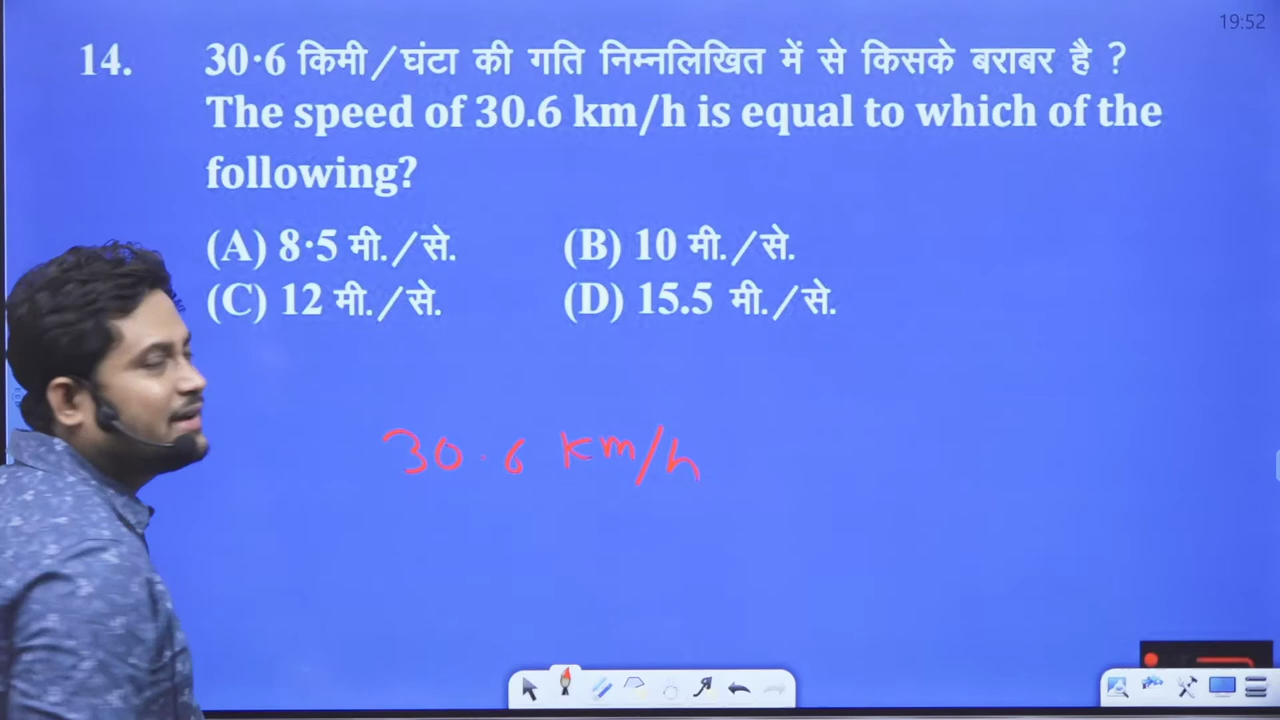 19:52
14. 30·6 किमी/घंटा की गति निम्नलिखित में से किसके बराबर है ?
The speed of 30.6 km/h is equal to which of the
following?
(A) 8·5 मी./से. (B) 10 मी./से.
(C) 12 मी./से. (D) 15.5 मी./से.
30.6 km/h